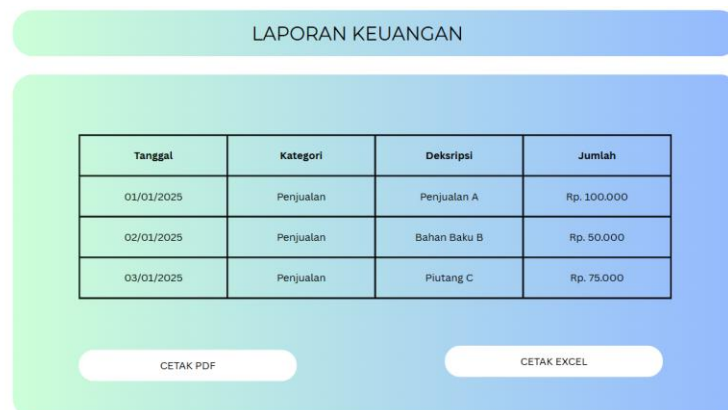 LAPORAN KEUANGAN
Tanggal Kategori Deksripsi Jumlah
01/01/2025 Penjualan Penjualan A Rp. 100.000
02/01/2025 Penjualan Bahan Baku B Rp. 50.000
03/01/2025 Penjualan Piutang C Rp. 75.000
CETAK PDF
CETAK EXCEL